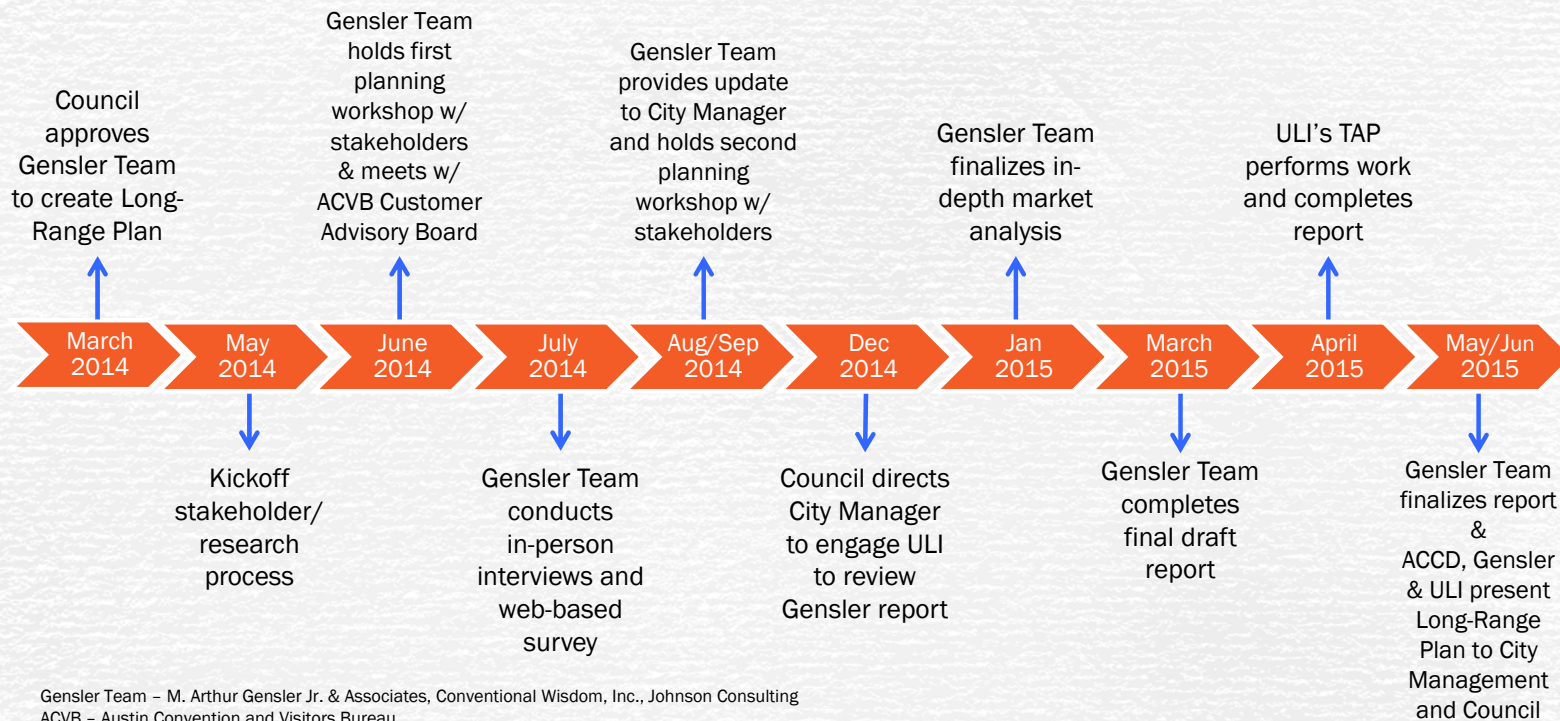 Council
approves
Gensler Team
to create Long-
Range Plan
Gensler Team
holds first
planning
workshop w/
stakeholders
& meets w/
ACVB Customer
Advisory Board
Gensler Team
provides update
to City Manager
and holds second
planning
workshop w/
stakeholders
Gensler Team
finalizes in-
depth market
analysis
ULI’s TAP
performs work
and completes
report
March
2014
May
2014
June
2014
July
2014
Aug/Sep
2014
Dec
2014
Jan
2015
March
2015
April
2015
May/Jun
2015
Kickoff
stakeholder/
research
process
Gensler Team
conducts
in-person
interviews and
web-based
survey
Council directs
City Manager
to engage ULI
to review
Gensler report
Gensler Team
completes
final draft
report
Gensler Team
finalizes report
&
ACCD, Gensler
& ULI present
Long-Range
Plan to City
Management
and Council
Gensler Team – M. Arthur Gensler Jr. & Associates, Conventional Wisdom, Inc., Johnson Consulting
ACVB – Austin Convention and Visitors Bureau